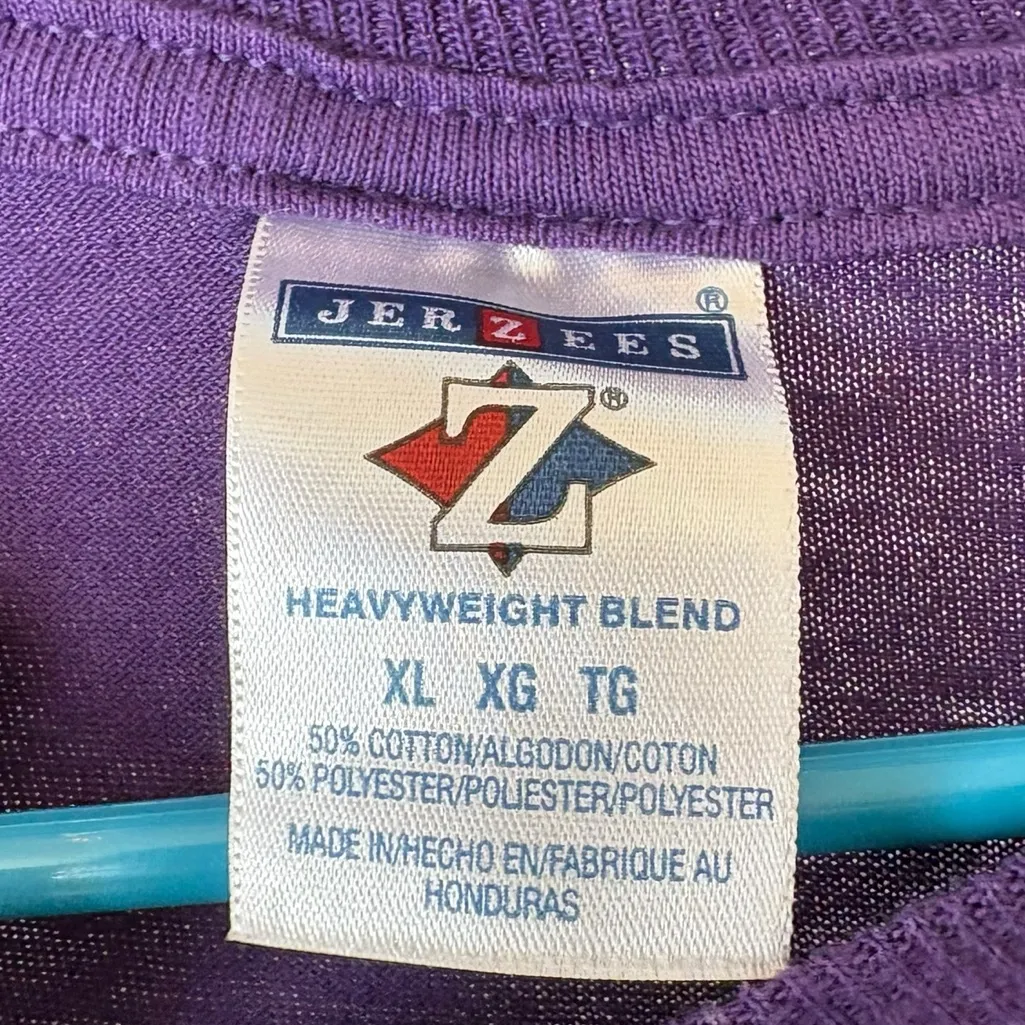 JERZEES®
Z®
HEAVYWEIGHT BLEND
XL XG TG
50% COTTON/ALGODON/COTON
50% POLYESTER/POLIESTER/POLYESTER
MADE IN/HECHO EN/FABRIQUE AU
HONDURAS